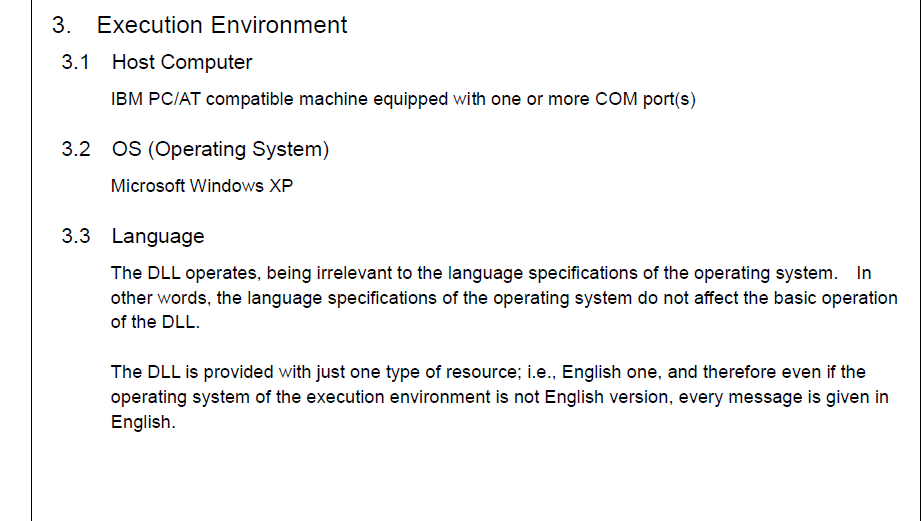 3. Execution Environment
3.1 Host Computer
IBM PC/AT compatible machine equipped with one or more COM port(s)
3.2 OS (Operating System)
Microsoft Windows XP
3.3 Language
The DLL operates, being irrelevant to the language specifications of the operating system. In
other words, the language specifications of the operating system do not affect the basic operation
of the DLL.
The DLL is provided with just one type of resource; i.e., English one, and therefore even if the
operating system of the execution environment is not English version, every message is given in
English.